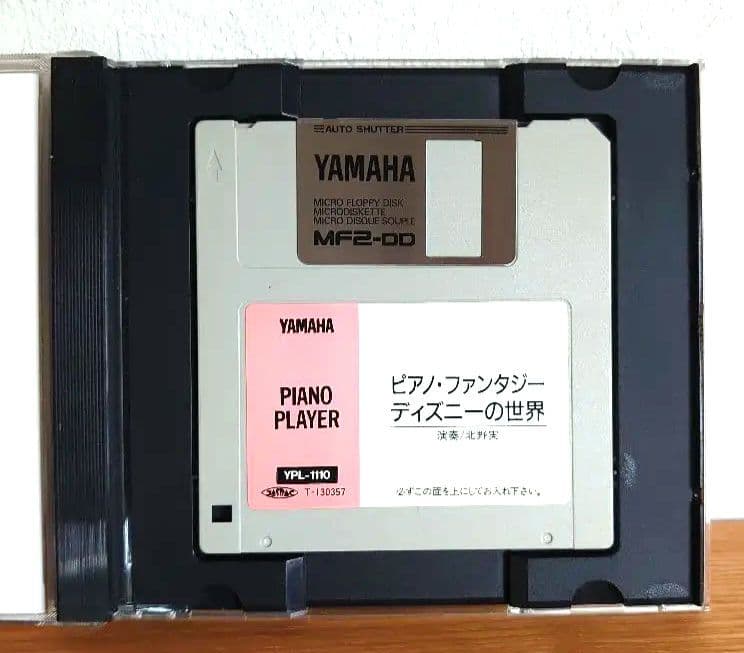 AUTO SHUTTER
YAMAHA
MICRO FLOPPY DISK
MICRODISKETTE
MICRO DISQUE SOUPLE
MF2-DD
YAMAHA
PIANO
PLAYER
YPL-1110
JASRAC T-130357
ピアノ・ファンタジー
ディズニーの世界
演奏/北野実
必ずこの面を上にしてお入れ下さい。